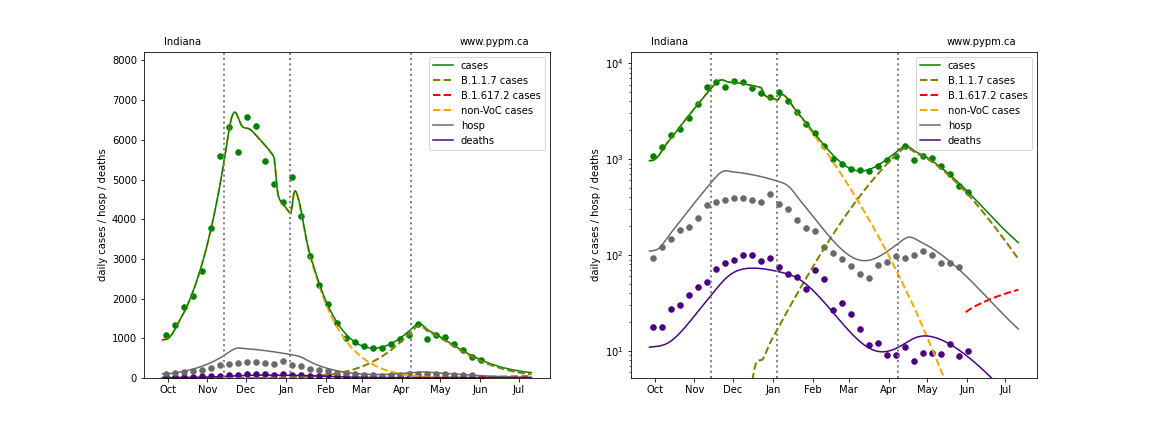 Indiana www.pypm.ca
8000
7000
6000
5000
4000
3000
2000
1000
0
daily cases / hosp / deaths
Oct Nov Dec Jan Feb Mar Apr May Jun Jul
cases
B.1.1.7 cases
B.1.617.2 cases
non-VoC cases
hosp
deaths
Indiana www.pypm.ca
10⁴
10³
10²
10¹
daily cases / hosp / deaths
Oct Nov Dec Jan Feb Mar Apr May Jun Jul
cases
B.1.1.7 cases
B.1.617.2 cases
non-VoC cases
hosp
deaths